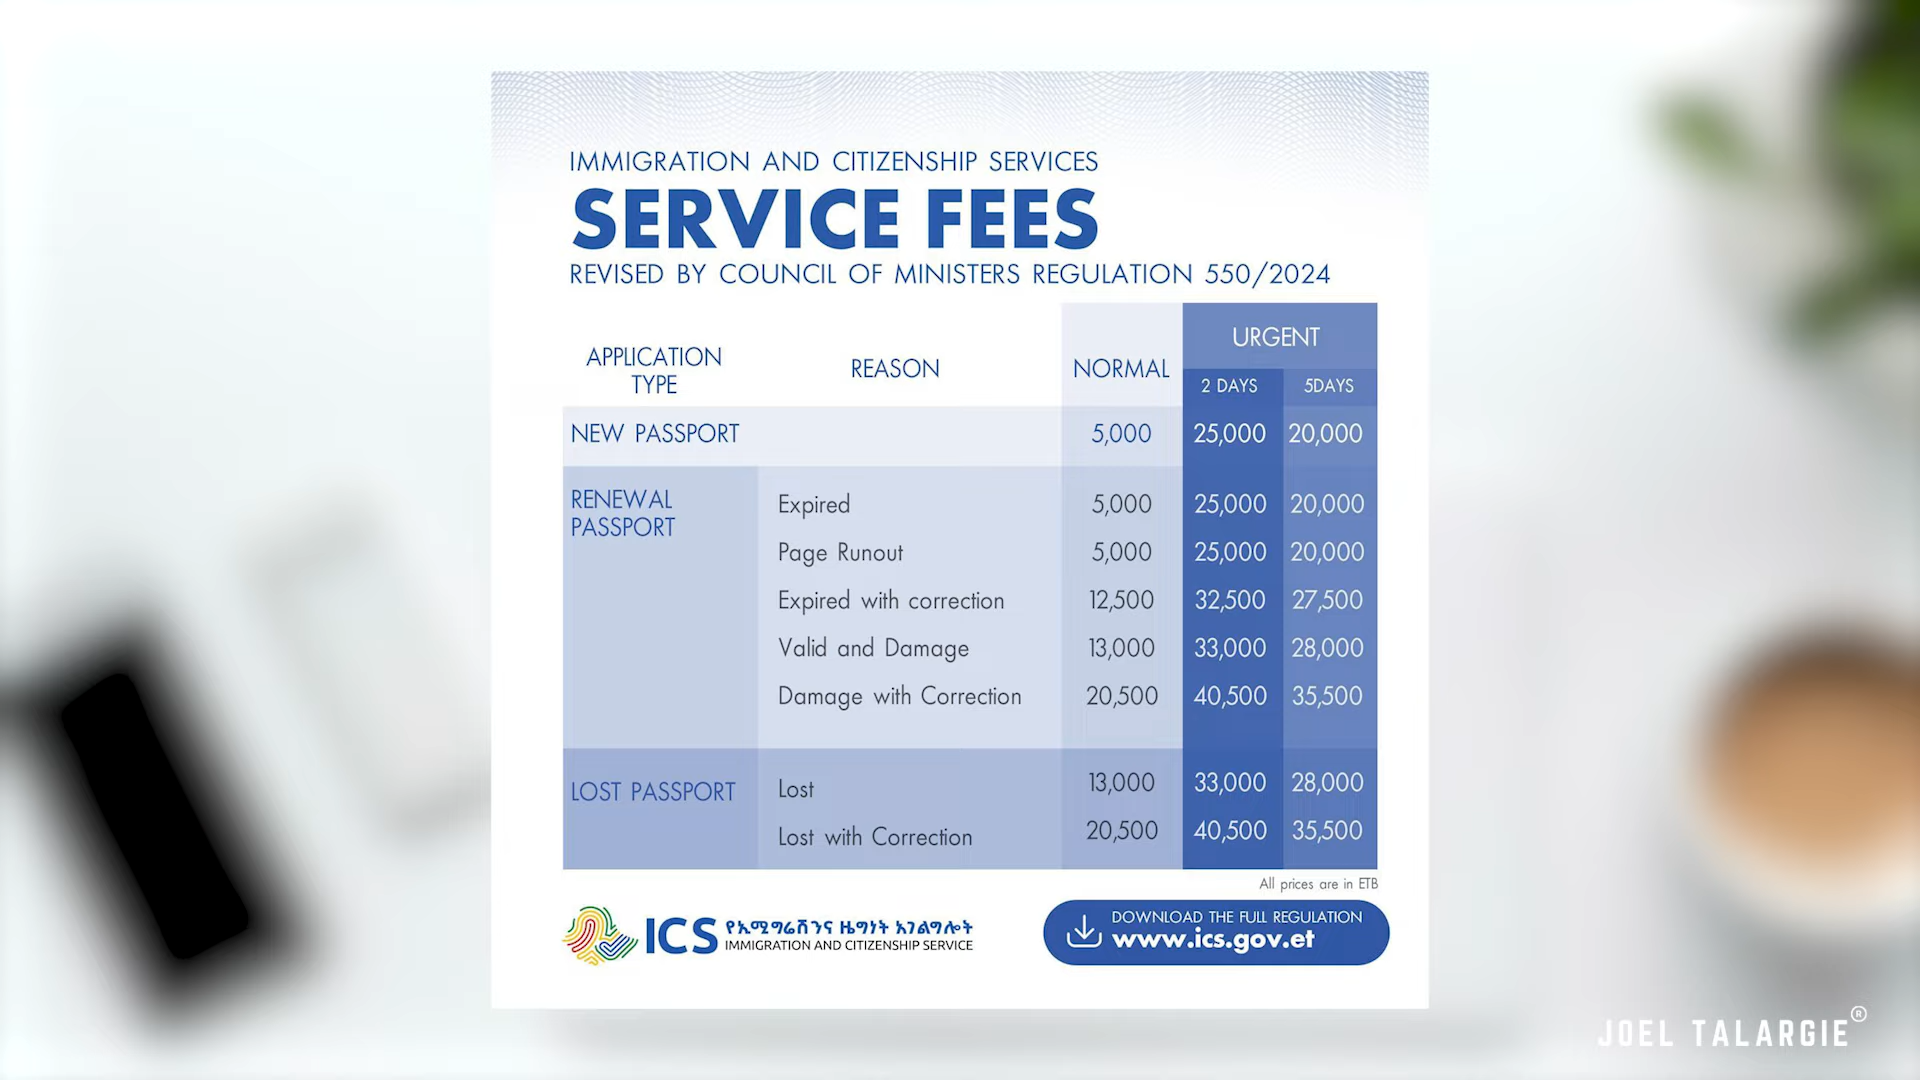 IMMIGRATION AND CITIZENSHIP SERVICES
SERVICE FEES
REVISED BY COUNCIL OF MINISTERS REGULATION 550/2024
APPLICATION
TYPE
REASON
NORMAL
URGENT
2 DAYS
5DAYS
NEW PASSPORT 5,000 25,000 20,000
RENEWAL
PASSPORT
Expired 5,000 25,000 20,000
Page Runout 5,000 25,000 20,000
Expired with correction 12,500 32,500 27,500
Valid and Damage 13,000 33,000 28,000
Damage with Correction 20,500 40,500 35,500
LOST PASSPORT
Lost 13,000 33,000 28,000
Lost with Correction 20,500 40,500 35,500
All prices are in ETB
ICS
የኢሚግሬሽንና ዜግነት አገልግሎት
IMMIGRATION AND CITIZENSHIP SERVICE
DOWNLOAD THE FULL REGULATION
www.ics.gov.et
JOEL TALARGIE®